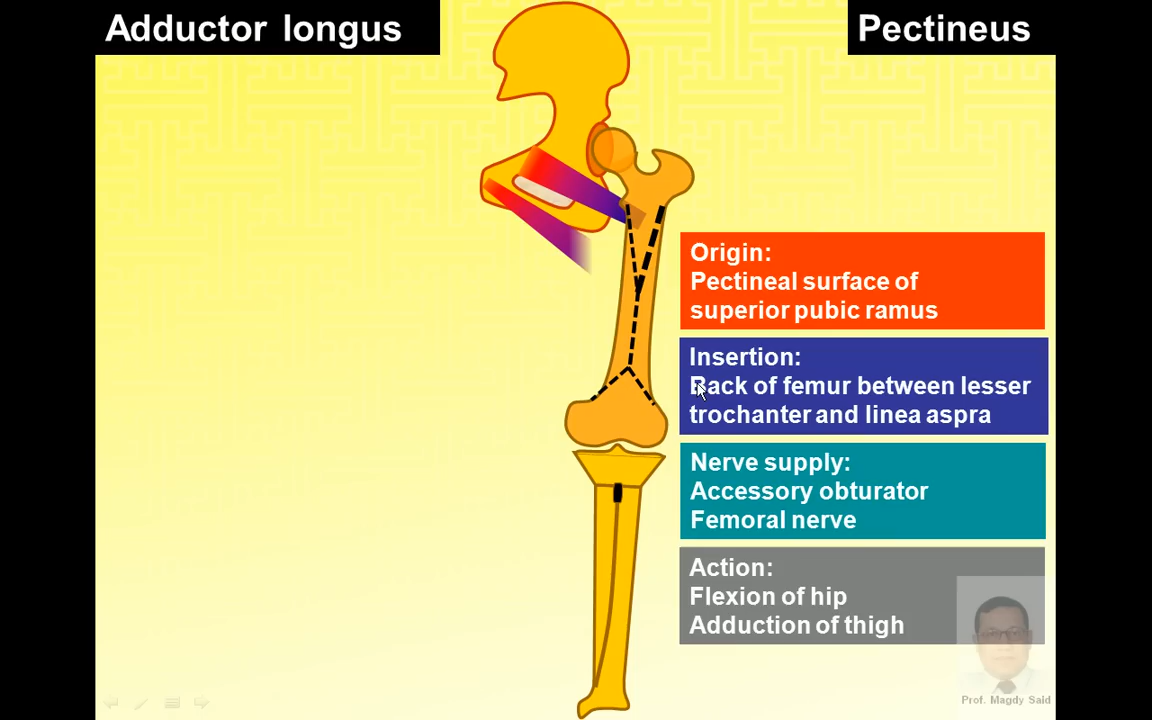 Adductor longus
Pectineus
Origin:
Pectineal surface of
superior pubic ramus
Insertion:
Back of femur between lesser
trochanter and linea aspra
Nerve supply:
Accessory obturator
Femoral nerve
Action:
Flexion of hip
Adduction of thigh
Prof. Magdy Said